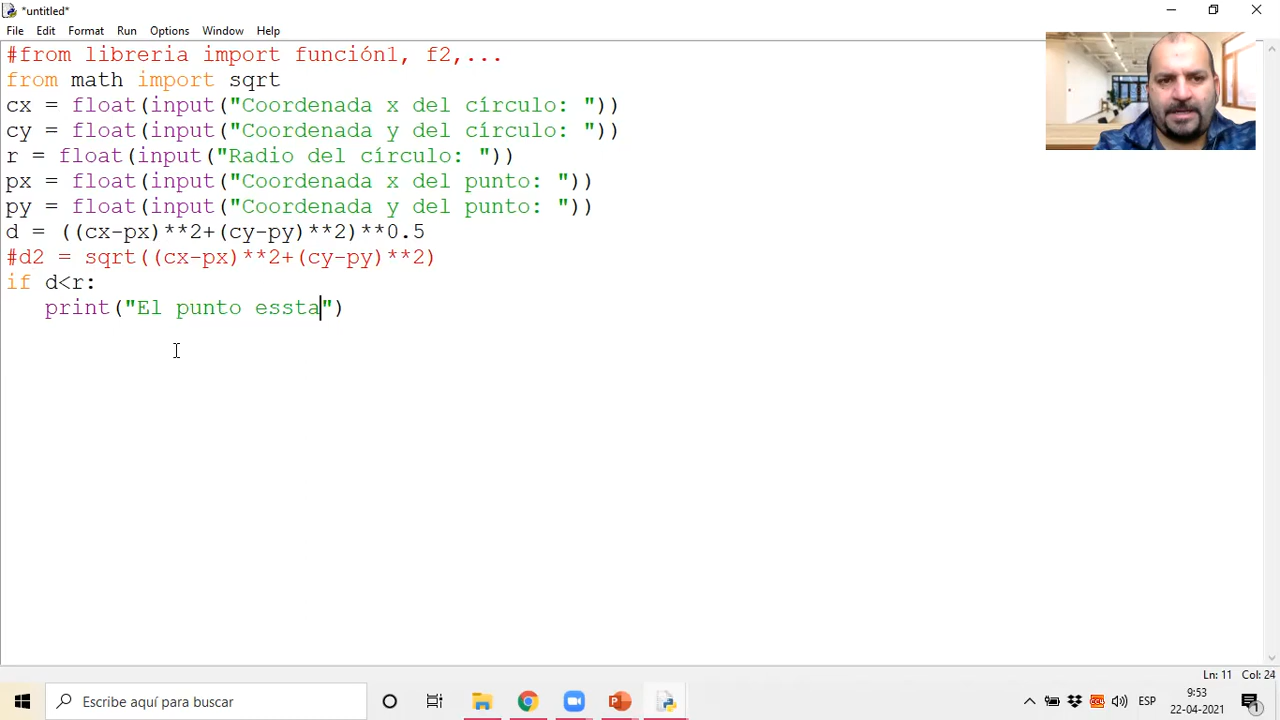 *untitled*
File Edit Format Run Options Window Help
#from libreria import función1, f2,...
from math import sqrt
cx = float(input("Coordenada x del círculo: "))
cy = float(input("Coordenada y del círculo: "))
r = float(input("Radio del círculo: "))
px = float(input("Coordenada x del punto: "))
py = float(input("Coordenada y del punto: "))
d = ((cx-px)**2+(cy-py)**2)**0.5
#d2 = sqrt((cx-px)**2+(cy-py)**2)
if d<r:
   print("El punto essta")
Ln: 11 Col: 24
Escribe aquí para buscar
ESP
9:53
22-04-2021